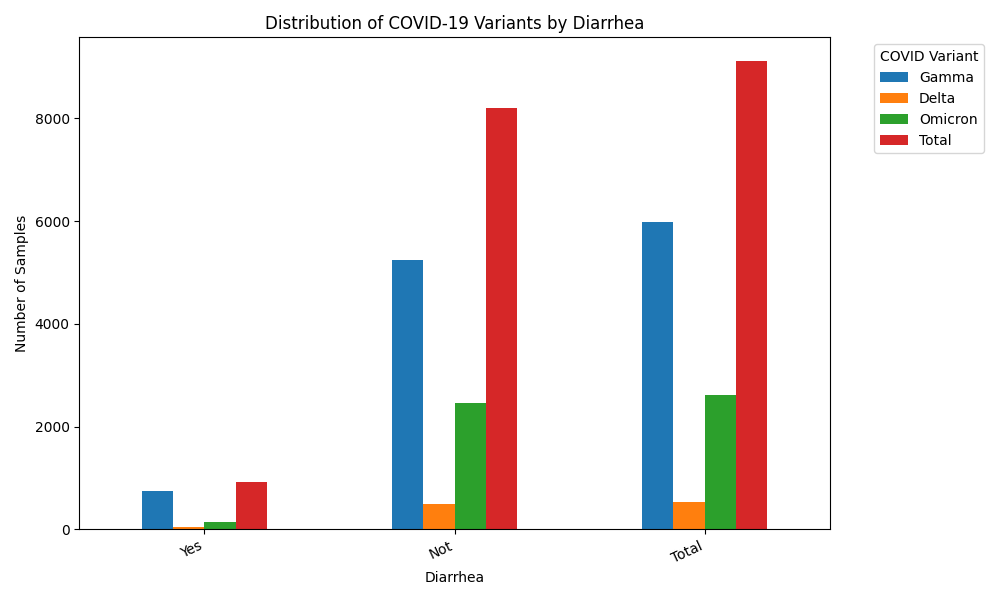 Distribution of COVID-19 Variants by Diarrhea
COVID Variant
Gamma
Delta
Omicron
Total
8000
6000
4000
2000
0
Number of Samples
Yes
Not
Total
Diarrhea